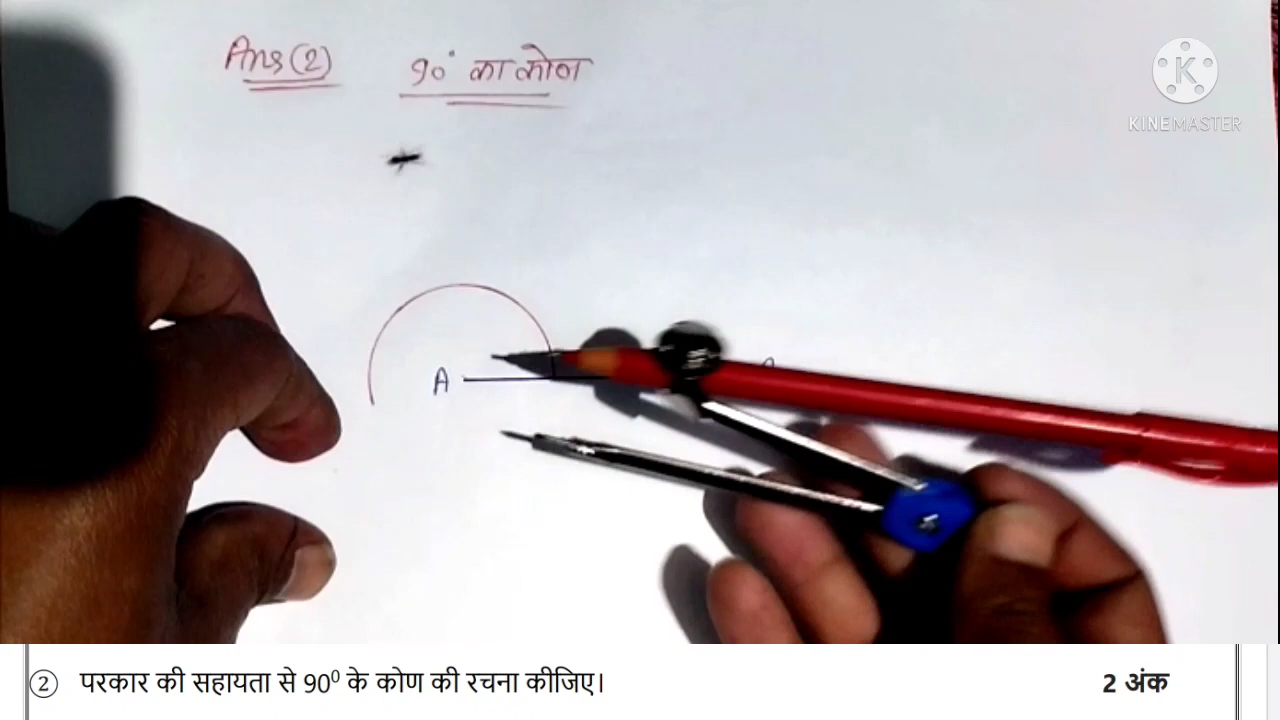 Ans (2) 90° का कोण
KINEMASTER
A
② परकार की सहायता से 90⁰ के कोण की रचना कीजिए। 2 अंक